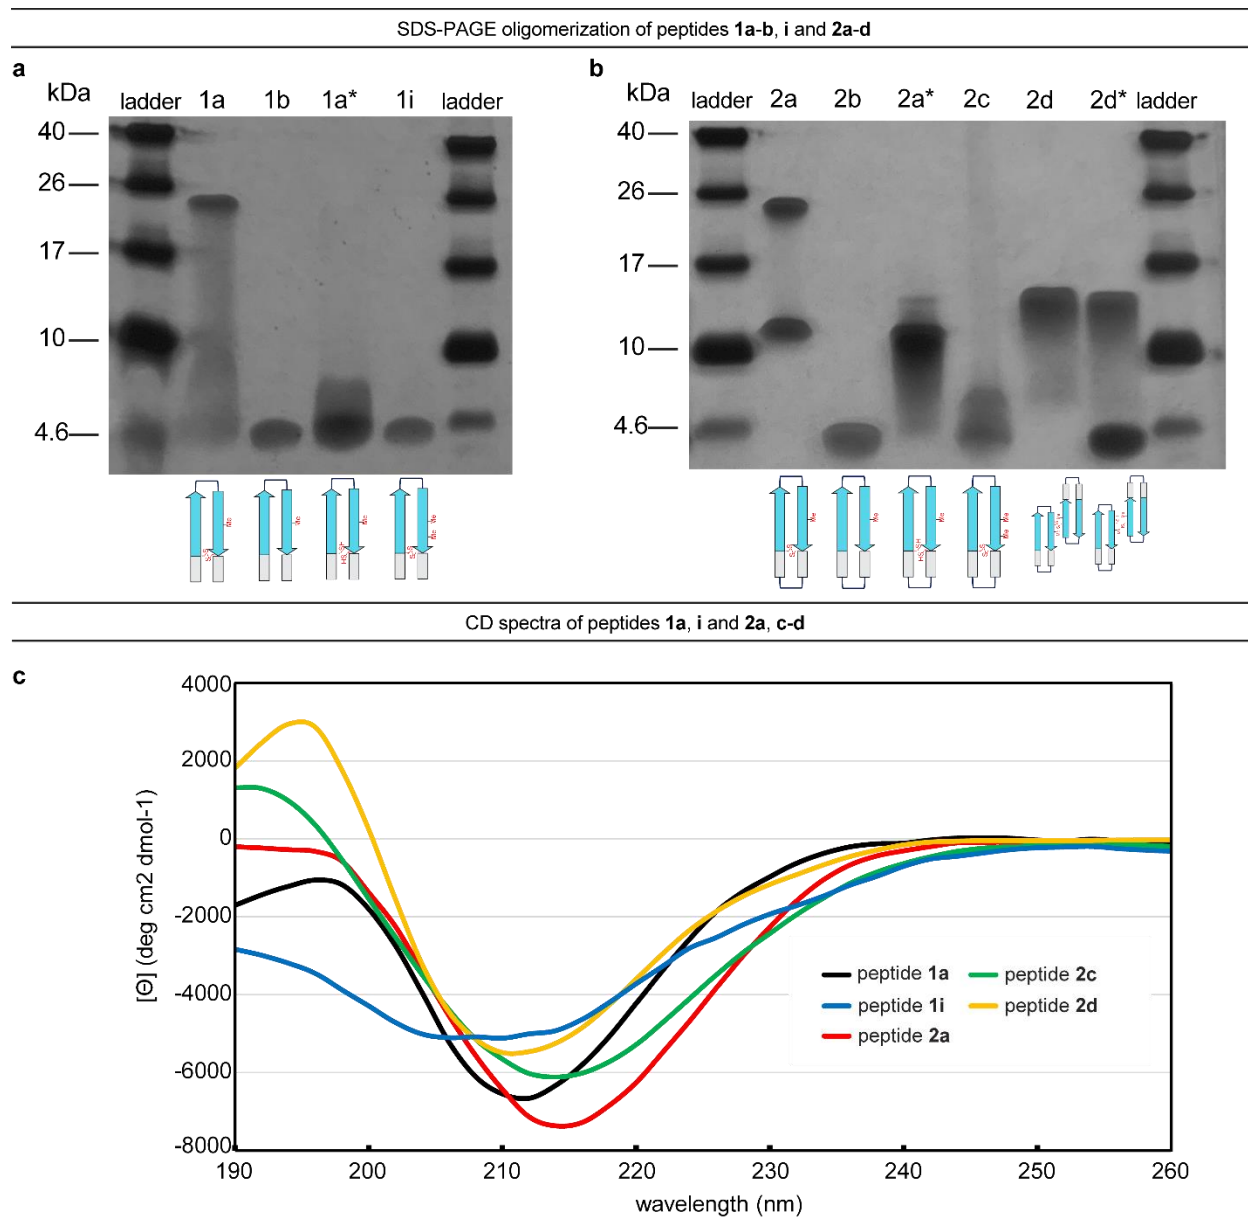 SDS-PAGE oligomerization of peptides 1a-b, i and 2a-d
a
kDa
ladder 1a 1b 1a* 1i ladder
40
26
17
10
4.6
b
kDa
ladder 2a 2b 2a* 2c 2d 2d* ladder
40
26
17
10
4.6
CD spectra of peptides 1a, i and 2a, c-d
c
[Θ] (deg cm2 dmol-1)
4000
2000
0
-2000
-4000
-6000
-8000
peptide 1a peptide 2c
peptide 1i peptide 2d
peptide 2a
190 200 210 220 230 240 250 260
wavelength (nm)